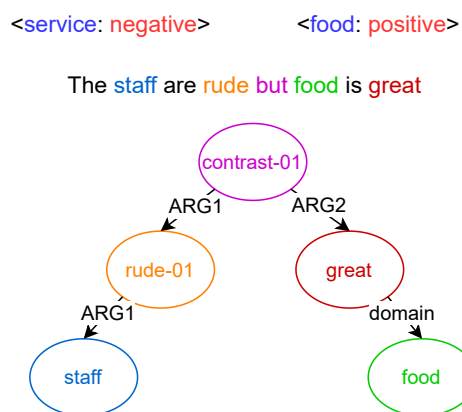 <service: negative> <food: positive>
The staff are rude but food is great
contrast-01
ARG1 ARG2
rude-01 great
ARG1 domain
staff food